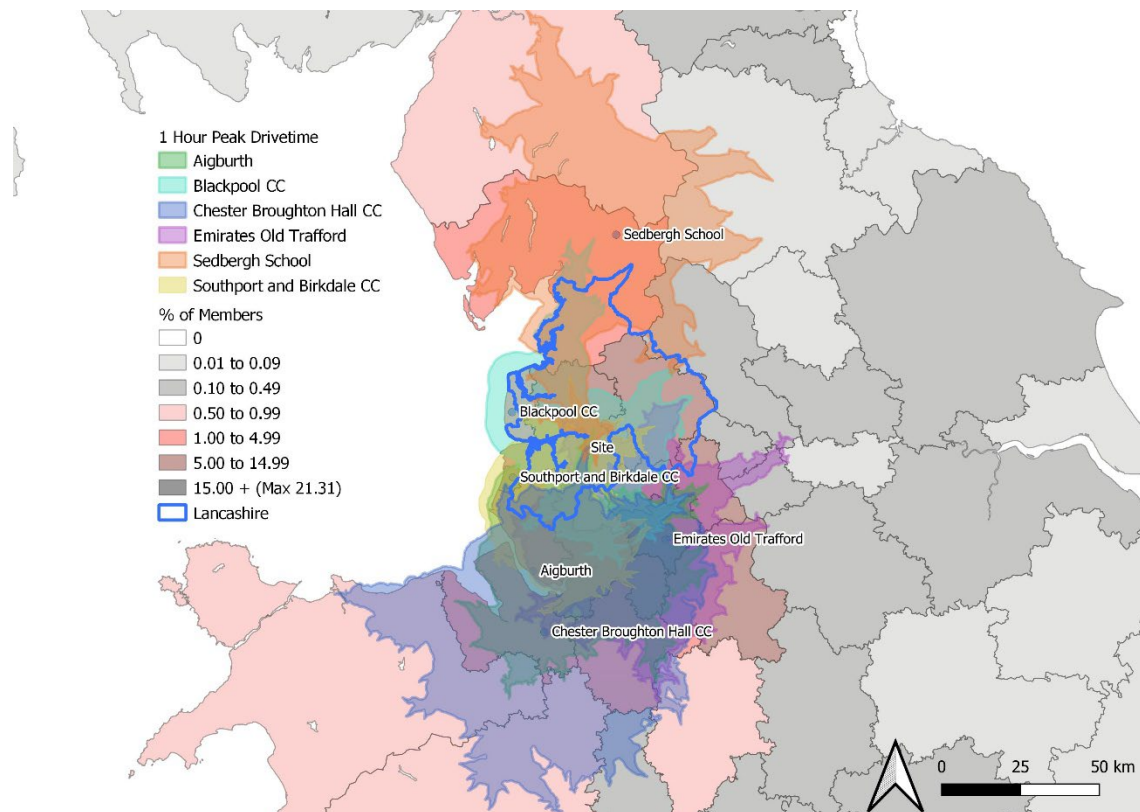 1 Hour Peak Drivetime
Aigburth
Blackpool CC
Chester Broughton Hall CC
Emirates Old Trafford
Sedbergh School
Southport and Birkdale CC
% of Members
0
0.01 to 0.09
0.10 to 0.49
0.50 to 0.99
1.00 to 4.99
5.00 to 14.99
15.00 + (Max 21.31)
Lancashire
Sedbergh School
Blackpool CC
Site
Southport and Birkdale CC
Emirates Old Trafford
Aigburth
Chester Broughton Hall CC
0 25 50 km